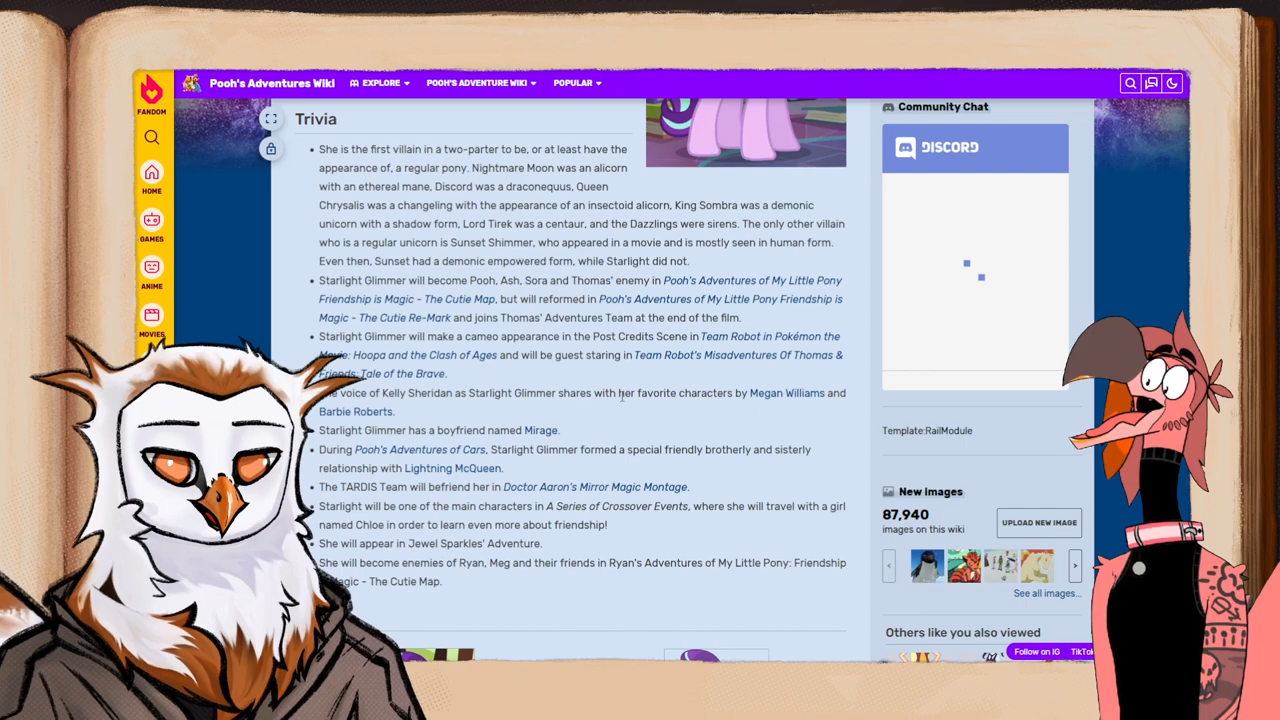 FANDOM
HOME
GAMES
ANIME
MOVIES
Pooh's Adventures Wiki
EXPLORE
POOH'S ADVENTURE WIKI
POPULAR
Trivia
She is the first villain in a two-parter to be, or at least have the
appearance of, a regular pony. Nightmare Moon was an alicorn
with an ethereal mane, Discord was a draconequus, Queen
Chrysalis was a changeling with the appearance of an insectoid alicorn, King Sombra was a demonic
unicorn with a shadow form, Lord Tirek was a centaur, and the Dazzlings were sirens. The only other villain
who is a regular unicorn is Sunset Shimmer, who appeared in a movie and is mostly seen in human form.
Even then, Sunset had a demonic empowered form, while Starlight did not.
Starlight Glimmer will become Pooh, Ash, Sora and Thomas' enemy in Pooh's Adventures of My Little Pony
Friendship is Magic - The Cutie Map, but will reformed in Pooh's Adventures of My Little Pony Friendship is
Magic - The Cutie Re-Mark and joins Thomas' Adventures Team at the end of the film.
Starlight Glimmer will make a cameo appearance in the Post Credits Scene in Team Robot in Pokémon the
Movie: Hoopa and the Clash of Ages and will be guest staring in Team Robot's Misadventures Of Thomas &
Friends: Tale of the Brave.
voice of Kelly Sheridan as Starlight Glimmer shares with her favorite characters by Megan Williams and
Barbie Roberts.
Starlight Glimmer has a boyfriend named Mirage.
During Pooh's Adventures of Cars, Starlight Glimmer formed a special friendly brotherly and sisterly
relationship with Lightning McQueen.
The TARDIS Team will befriend her in Doctor Aaron's Mirror Magic Montage.
Starlight will be one of the main characters in A Series of Crossover Events, where she will travel with a girl
named Chloe in order to learn even more about friendship!
She will appear in Jewel Sparkles' Adventure.
She will become enemies of Ryan, Meg and their friends in Ryan's Adventures of My Little Pony: Friendship
Magic - The Cutie Map.
Community Chat
DISCORD
Template:RailModule
New Images
87,940
images on this wiki
UPLOAD NEW IMAGE
See all images...
Others like you also viewed
Follow on IG
TikTok